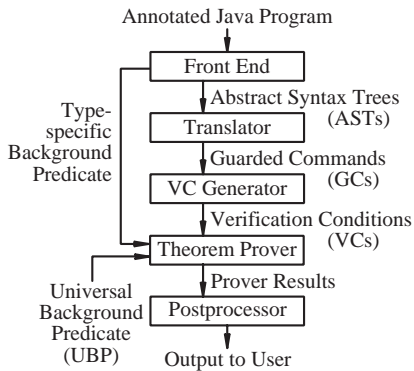 Annotated Java Program
Front End
Abstract Syntax Trees
(ASTs)
Type-
specific
Background
Predicate
Translator
Guarded Commands
(GCs)
VC Generator
Verification Conditions
(VCs)
Theorem Prover
Prover Results
Universal
Background
Predicate
(UBP)
Postprocessor
Output to User